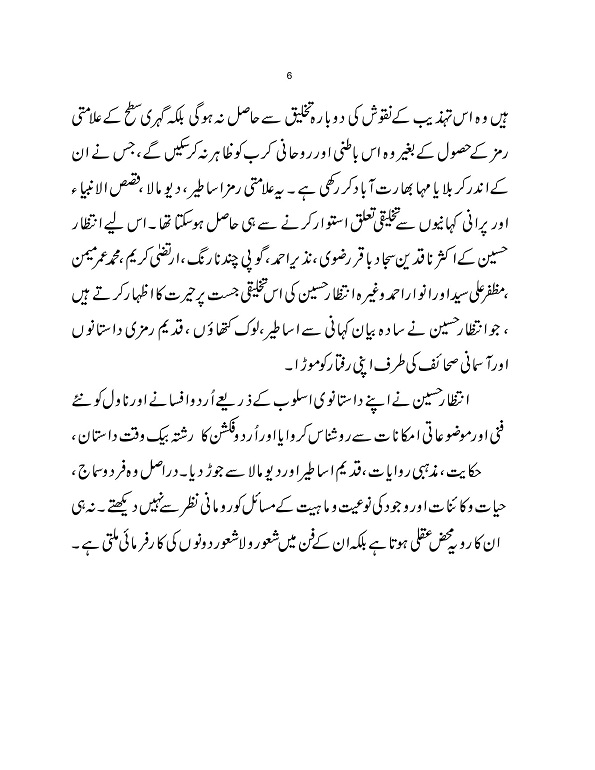 6
ہیں وہ اس تہذیب کے نقوش کی دوبارہ تخلیق سے حاصل نہ ہوگی بلکہ گہری سطح کے علامتی
رمز کے حصول کے بغیر وہ اس باطنی اور روحانی کرب کو ظاہر نہ کرسکیں گے، جس نے ان
کے اندر کربلا یا مہا بھارت آباد کر رکھی ہے ۔ یہ علامتی رمز اساطیر، دیو مالا، قصص الانبیاء
اور پرانی کہانیوں سے تخلیقی تعلق استوار کرنے سے ہی حاصل ہوسکتا تھا۔ اس لیے انتظار
حسین کے اکثر ناقدین سجاد باقر رضوی، نذیر احمد، گوپی چند نارنگ، ارتضیٰ کریم، محمد عمر میمن
،مظفر علی سید اور انوار احمد وغیرہ انتظار حسین کی اس تخلیقی جست پر حیرت کا اظہار کرتے ہیں
، جو انتظار حسین نے سادہ بیان کہانی سے اساطیر، لوک کتھاؤں، قدیم رمزی داستانوں
اور آسمانی صحائف کی طرف اپنی رفتار کو موڑا۔
انتظار حسین نے اپنے داستانوی اسلوب کے ذریعے اُردو افسانے اور ناول کو نئے
فنی اور موضوعاتی امکانات سے روشناس کروایا اور اُردو فکشن کا رشتہ بیک وقت داستان،
حکایت، مذہبی روایات، قدیم اساطیر اور دیو مالا سے جوڑ دیا۔ دراصل وہ فرد و سماج،
حیات و کائنات اور وجود کی نوعیت و ماہیت کے مسائل کو رومانی نظر سے نہیں دیکھتے۔ نہ ہی
ان کا رویہ محض عقلی ہوتا ہے بلکہ ان کے فن میں شعور و لاشعور دونوں کی کارفرمائی ملتی ہے ۔